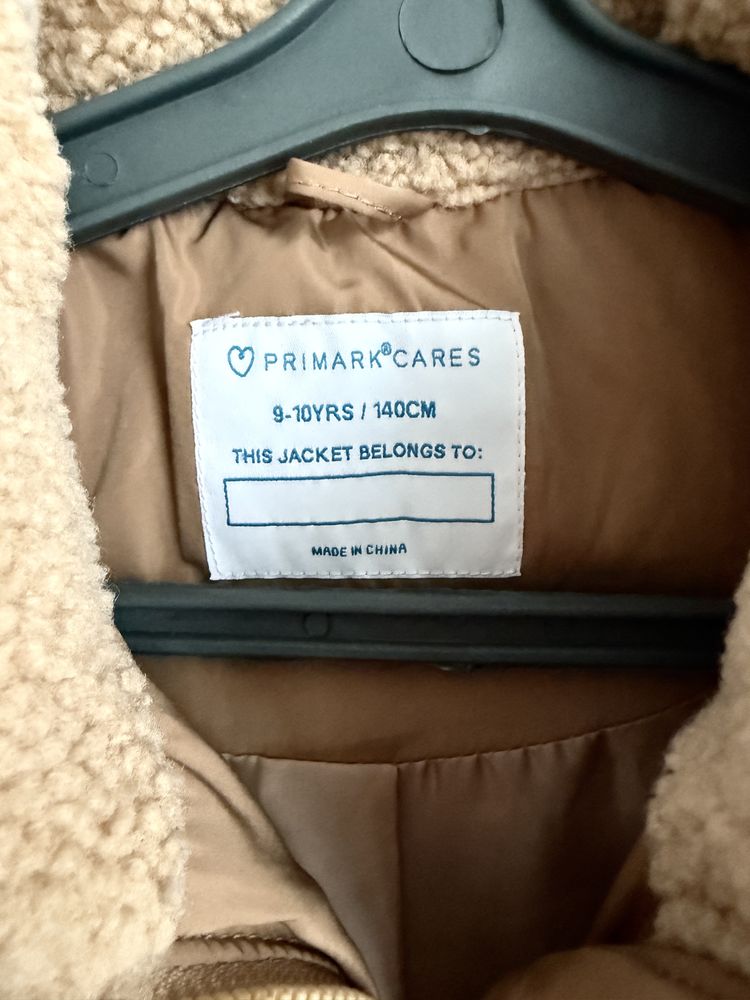 PRIMARK®CARES
9-10YRS / 140CM
THIS JACKET BELONGS TO:
MADE IN CHINA